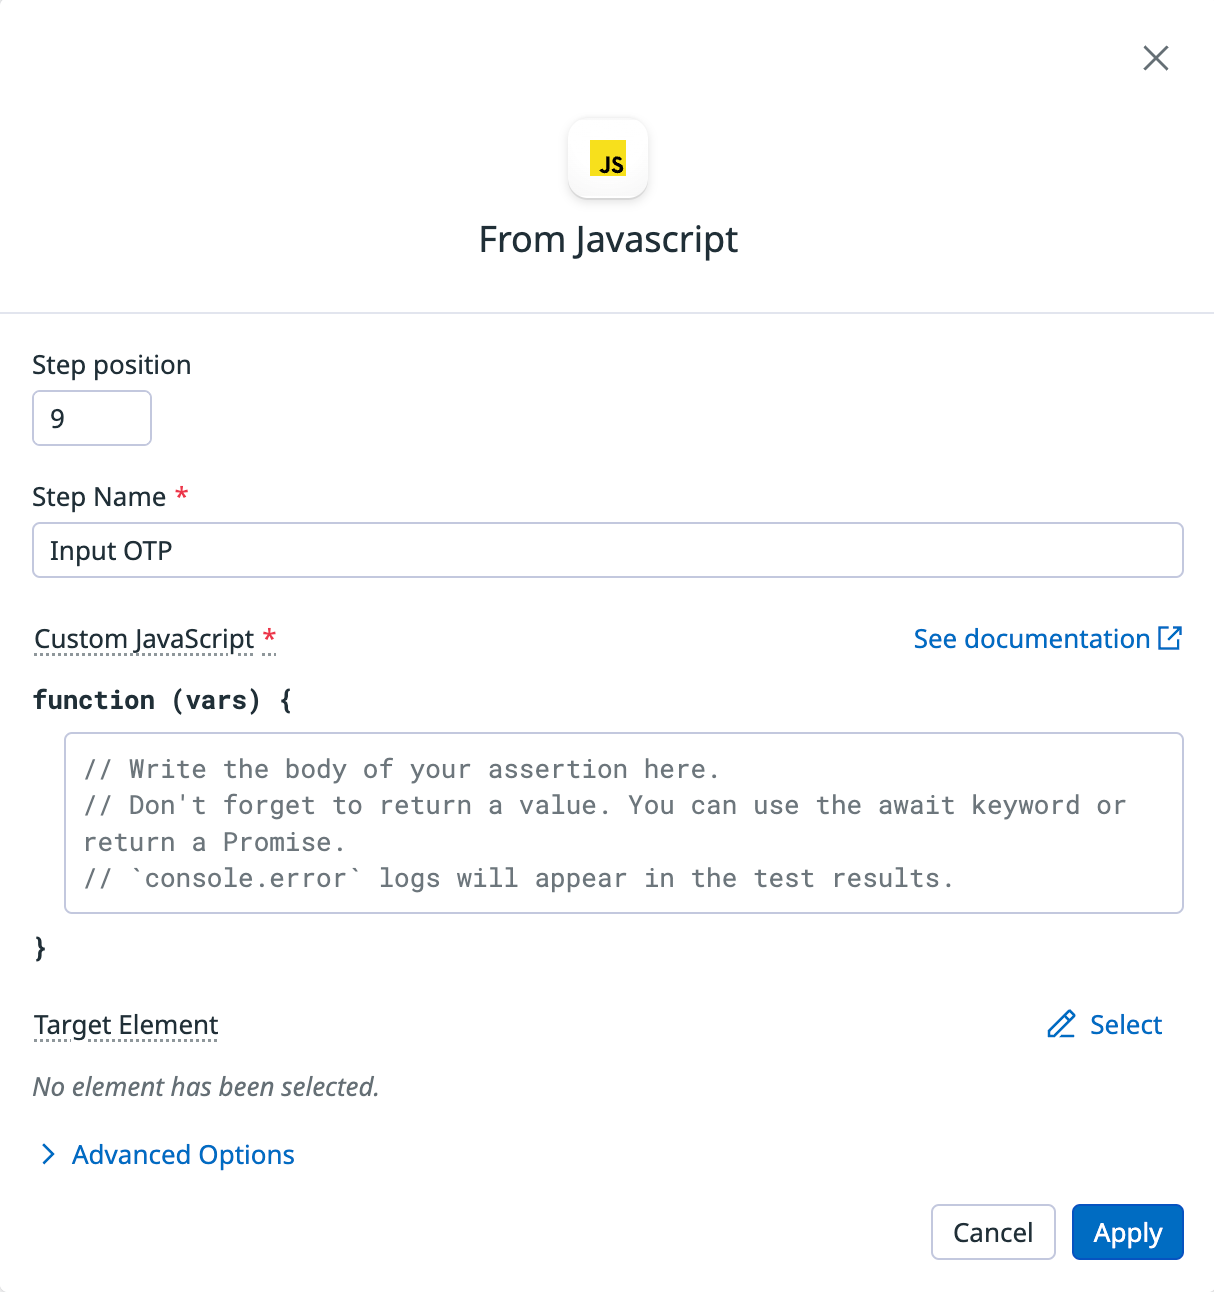 JS
From Javascript
Step position
9
Step Name *
Input OTP
Custom JavaScript *
See documentation
function (vars) {
// Write the body of your assertion here.
// Don't forget to return a value. You can use the await keyword or
return a Promise.
// `console.error` logs will appear in the test results.
}
Target Element
Select
No element has been selected.
Advanced Options
Cancel
Apply